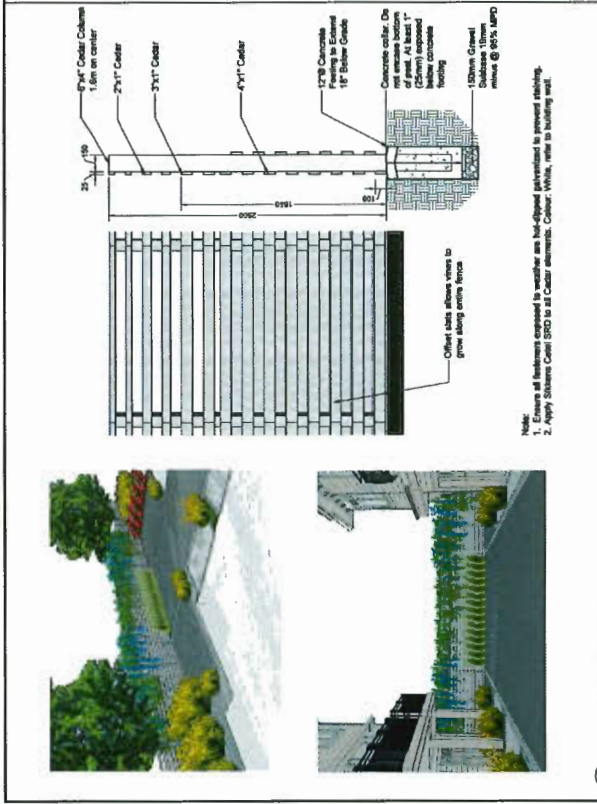 6"x4" Cedar Column
1.6m on center
2"x1" Cedar
3"x1" Cedar
4"x1" Cedar
12"Ø Concrete
Footing to Extend
18" Below Grade
Concrete collar. Do
not encase bottom
of post. At least 1"
(25mm) exposed
below concrete
footing
150mm Gravel
Subbase 19mm
minus @ 95% MPD
150
25
2500
1850
100
Offset slats allows vines to
grow along entire fence
Note:
1. Ensure all fasteners exposed to weather are hot-dipped galvanized to prevent staining.
2. Apply Sikkens Cetol SRD to all Cedar elements. Colour: White, refer to building wall.